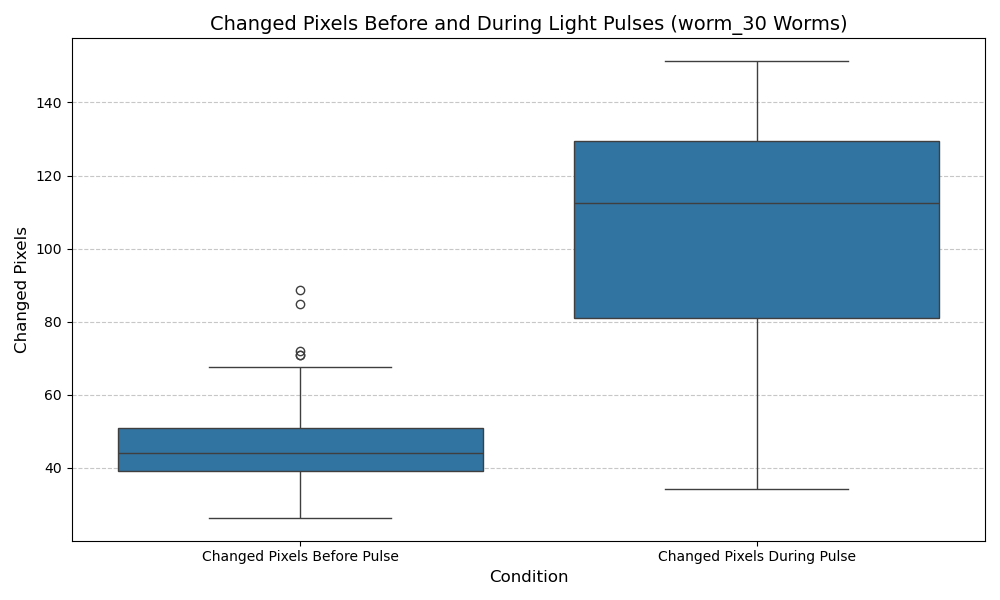 Changed Pixels Before and During Light Pulses (worm_30 Worms)
Changed Pixels
140
120
100
80
60
40
Changed Pixels Before Pulse
Changed Pixels During Pulse
Condition